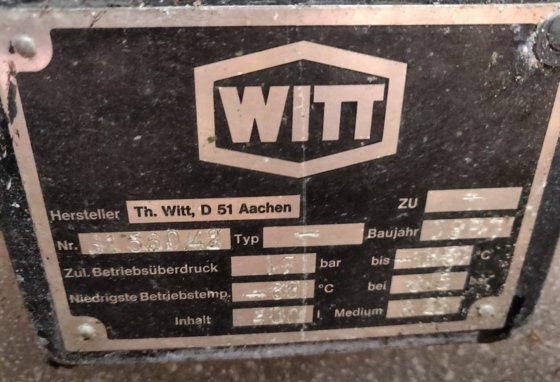 WITT
Hersteller Th. Witt, D 51 Aachen ZU
Nr. Typ Baujahr
Zul. Betriebsüberdruck bar bis °C
Niedrigste Betriebstemp. °C bei
Inhalt l Medium